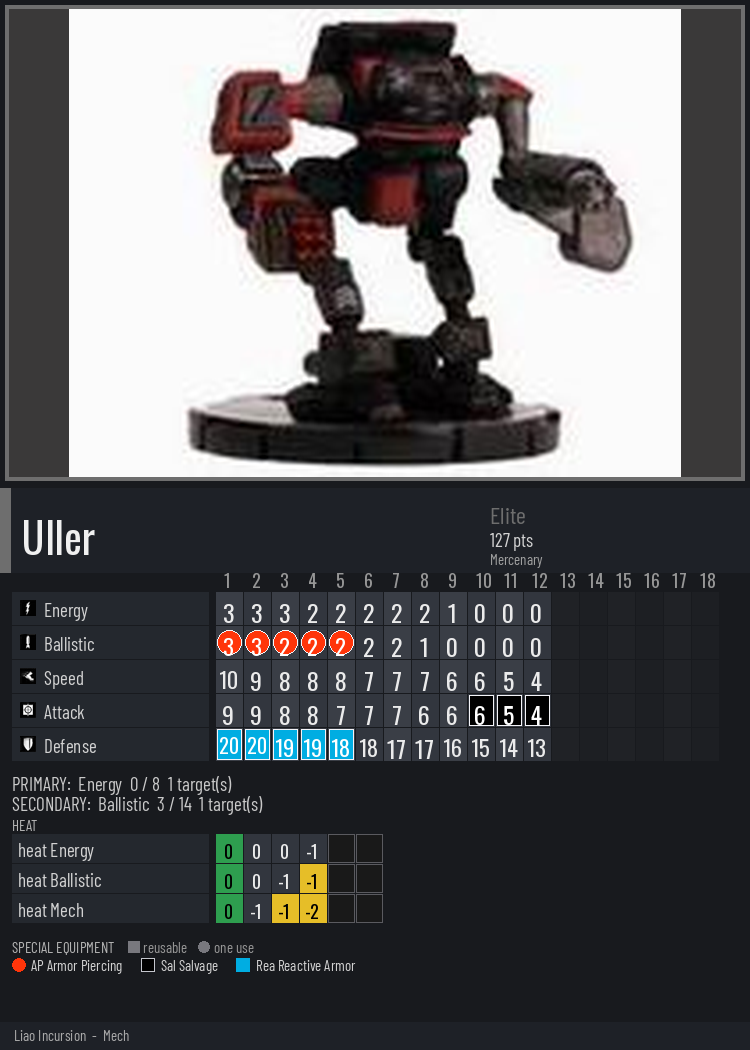 Uller
Elite
127 pts
Mercenary
1 2 3 4 5 6 7 8 9 10 11 12 13 14 15 16 17 18
Energy 3 3 3 2 2 2 2 2 1 0 0 0
Ballistic 3 3 2 2 2 2 2 1 0 0 0 0
Speed 10 9 8 8 8 7 7 7 6 6 5 4
Attack 9 9 8 8 7 7 7 6 6 6 5 4
Defense 20 20 19 19 18 18 17 17 16 15 14 13
PRIMARY: Energy 0 / 8 1 target(s)
SECONDARY: Ballistic 3 / 14 1 target(s)
HEAT
heat Energy 0 0 0 -1
heat Ballistic 0 0 -1 -1
heat Mech 0 -1 -1 -2
SPECIAL EQUIPMENT reusable one use
AP Armor Piercing Sal Salvage Rea Reactive Armor
Liao Incursion - Mech